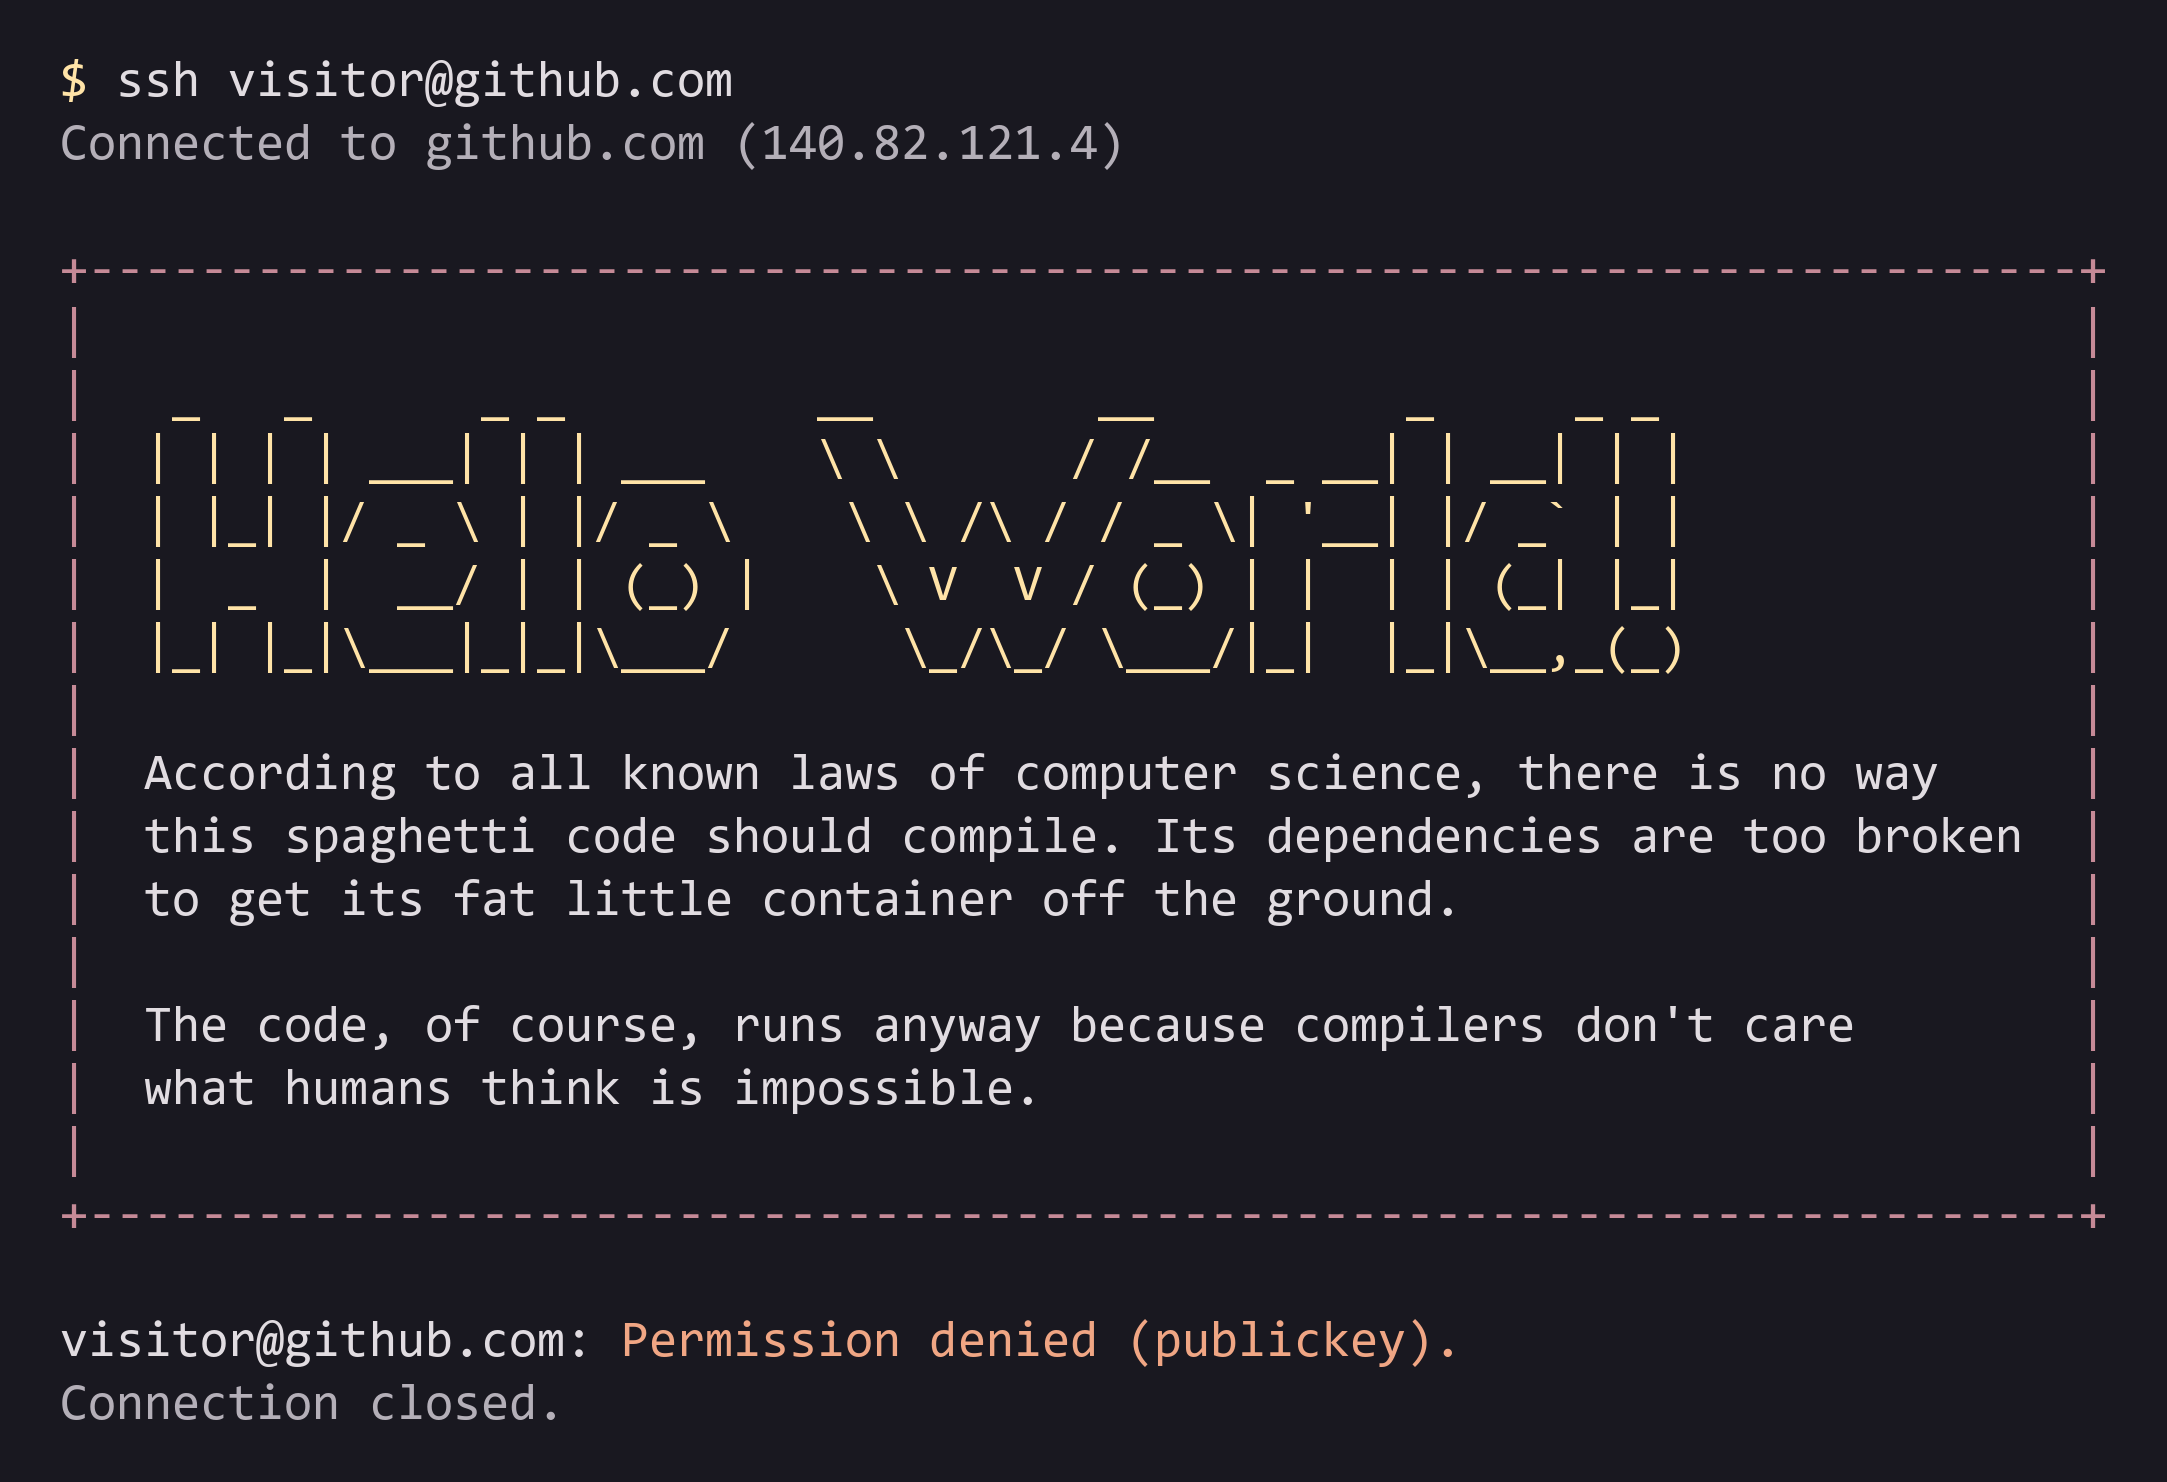 $ ssh visitor@github.com
Connected to github.com (140.82.121.4)
Hello World!
According to all known laws of computer science, there is no way
this spaghetti code should compile. Its dependencies are too broken
to get its fat little container off the ground.
The code, of course, runs anyway because compilers don't care
what humans think is impossible.
visitor@github.com: Permission denied (publickey).
Connection closed.